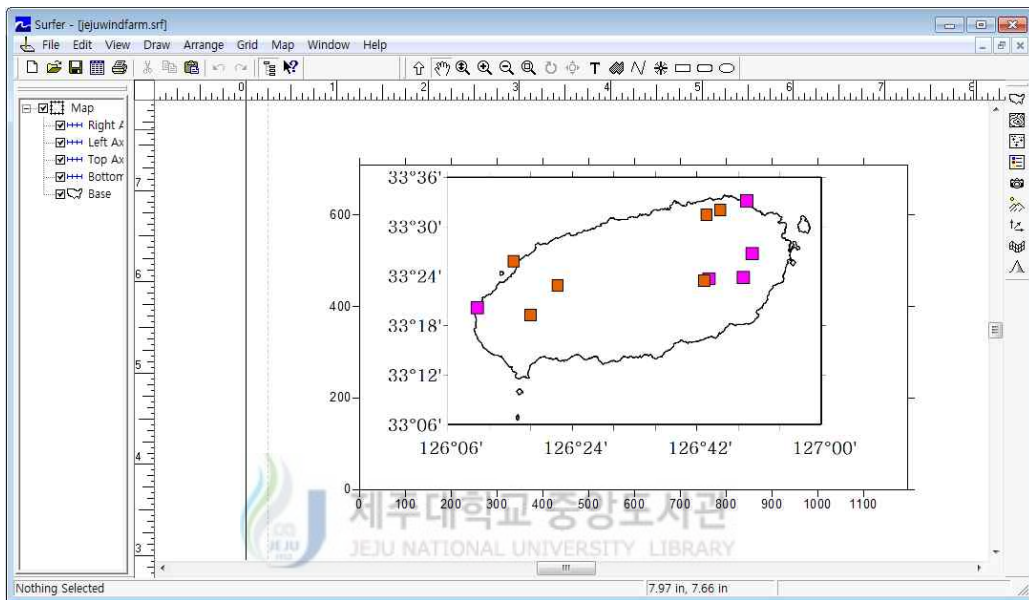 Surfer - [jejuwindfarm.srf]
File Edit View Draw Arrange Grid Map Window Help
T
0 1 2 3 4 5 6 7 8
Map
Right A
Left Ax
Top Ax
Bottom
Base
7
6
5
4
3
0 100 200 300 400 500 600 700 800 900 1000 1100
600
400
200
0
33°36'
33°30'
33°24'
33°18'
33°12'
33°06'
126°06' 126°24' 126°42' 127°00'
제주대학교 중앙도서관
JEJU NATIONAL UNIVERSITY LIBRARY
JEJU
1952
Nothing Selected
7.97 in, 7.66 in